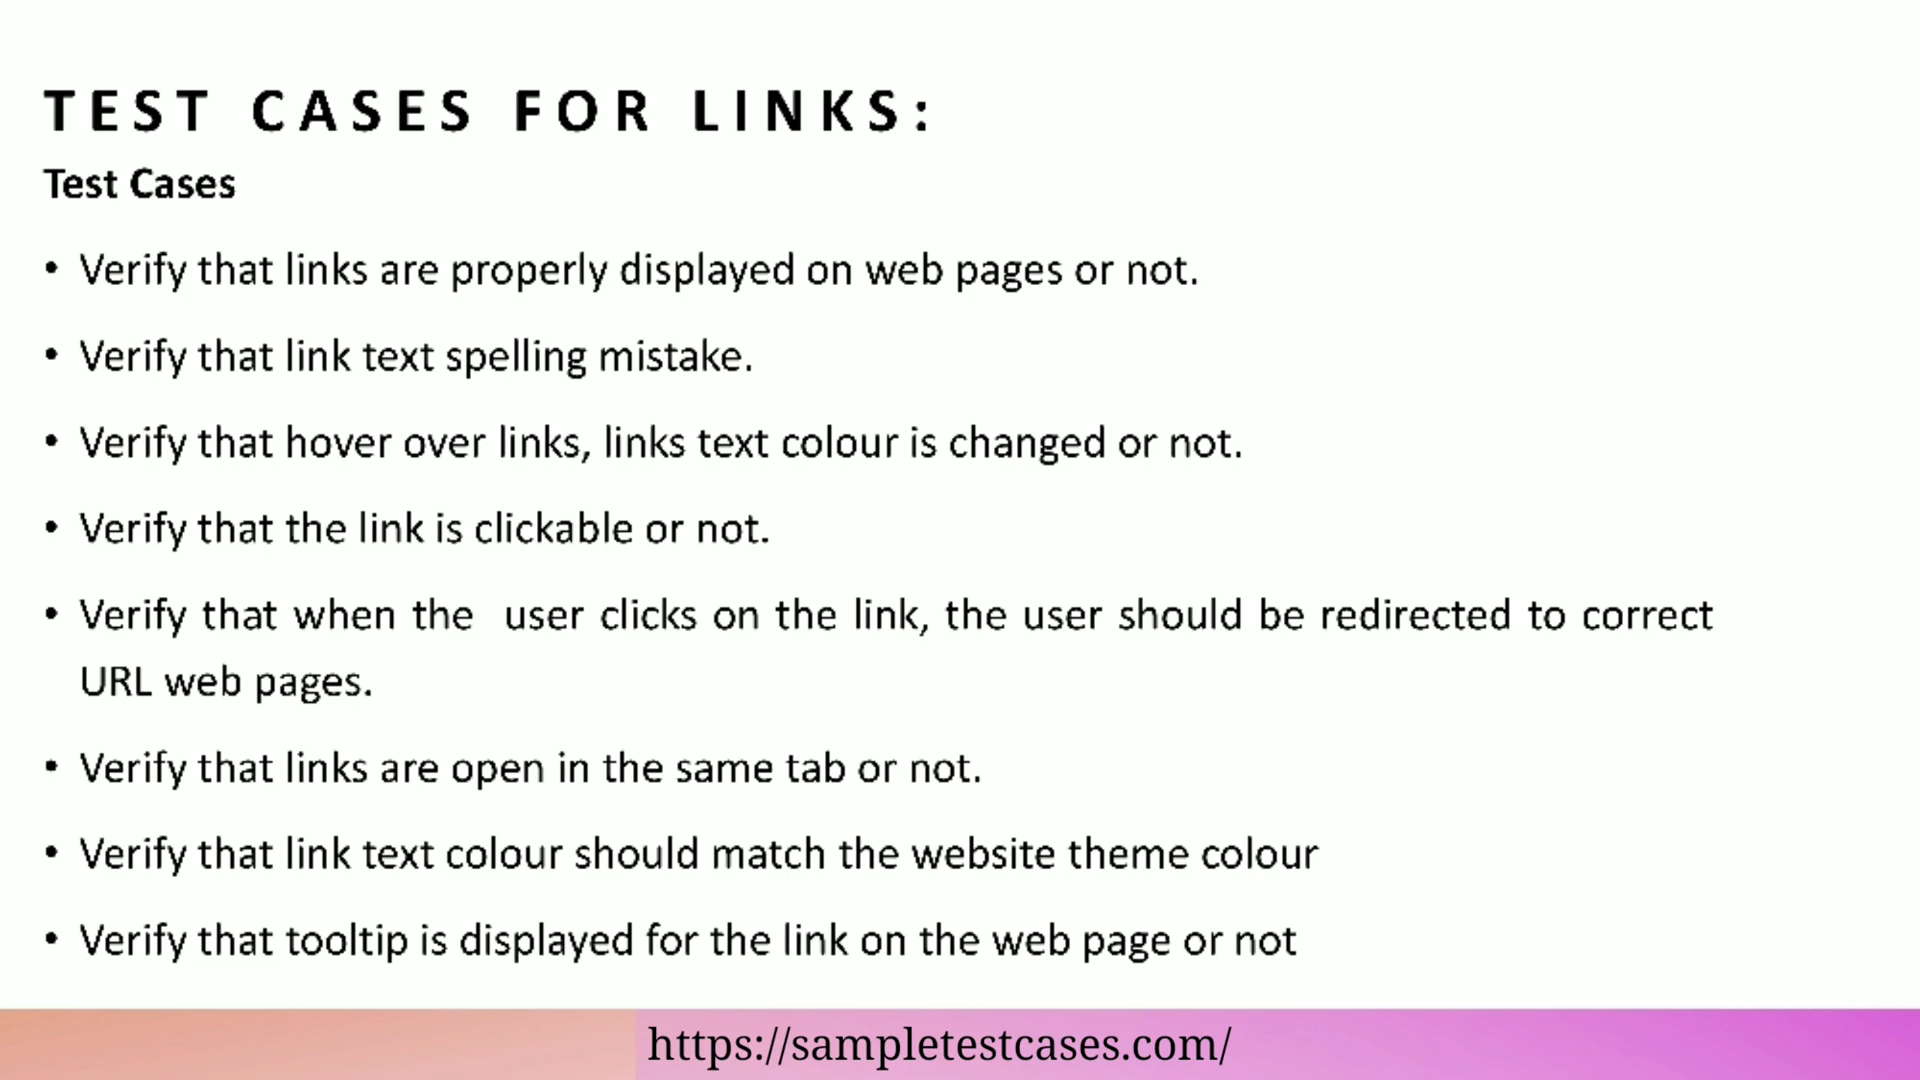 TEST CASES FOR LINKS:
Test Cases
• Verify that links are properly displayed on web pages or not.
• Verify that link text spelling mistake.
• Verify that hover over links, links text colour is changed or not.
• Verify that the link is clickable or not.
• Verify that when the user clicks on the link, the user should be redirected to correct
URL web pages.
• Verify that links are open in the same tab or not.
• Verify that link text colour should match the website theme colour
• Verify that tooltip is displayed for the link on the web page or not
https://sampletestcases.com/